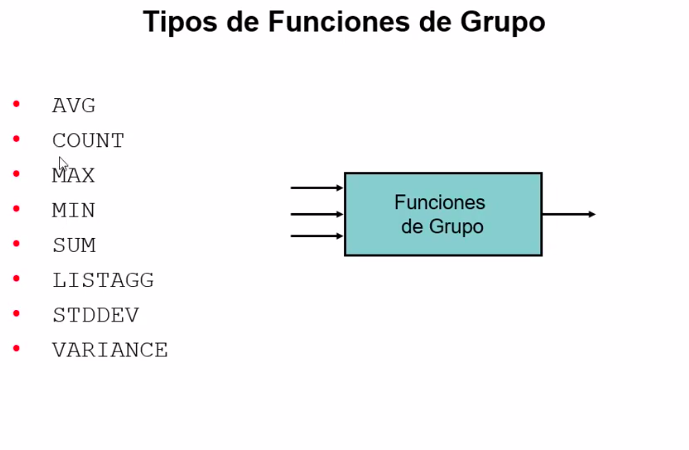 Tipos de Funciones de Grupo
• AVG
• COUNT
• MAX
• MIN
• SUM
• LISTAGG
• STDDEV
• VARIANCE
Funciones
de Grupo